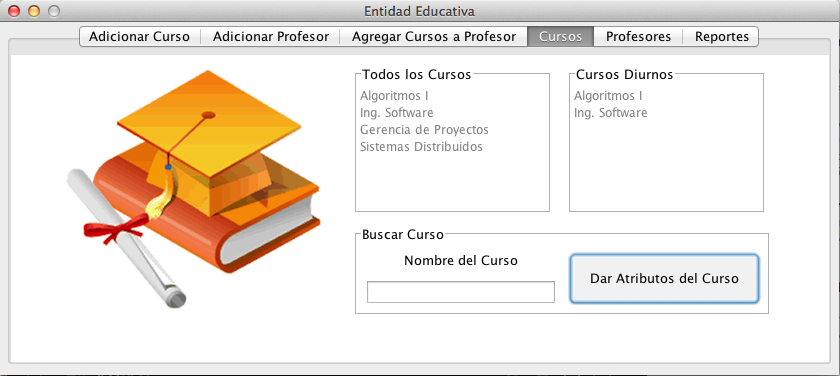 Entidad Educativa
Adicionar Curso Adicionar Profesor Agregar Cursos a Profesor Cursos Profesores Reportes
Todos los Cursos
Algoritmos I
Ing. Software
Gerencia de Proyectos
Sistemas Distribuidos
Cursos Diurnos
Algoritmos I
Ing. Software
Buscar Curso
Nombre del Curso
Dar Atributos del Curso